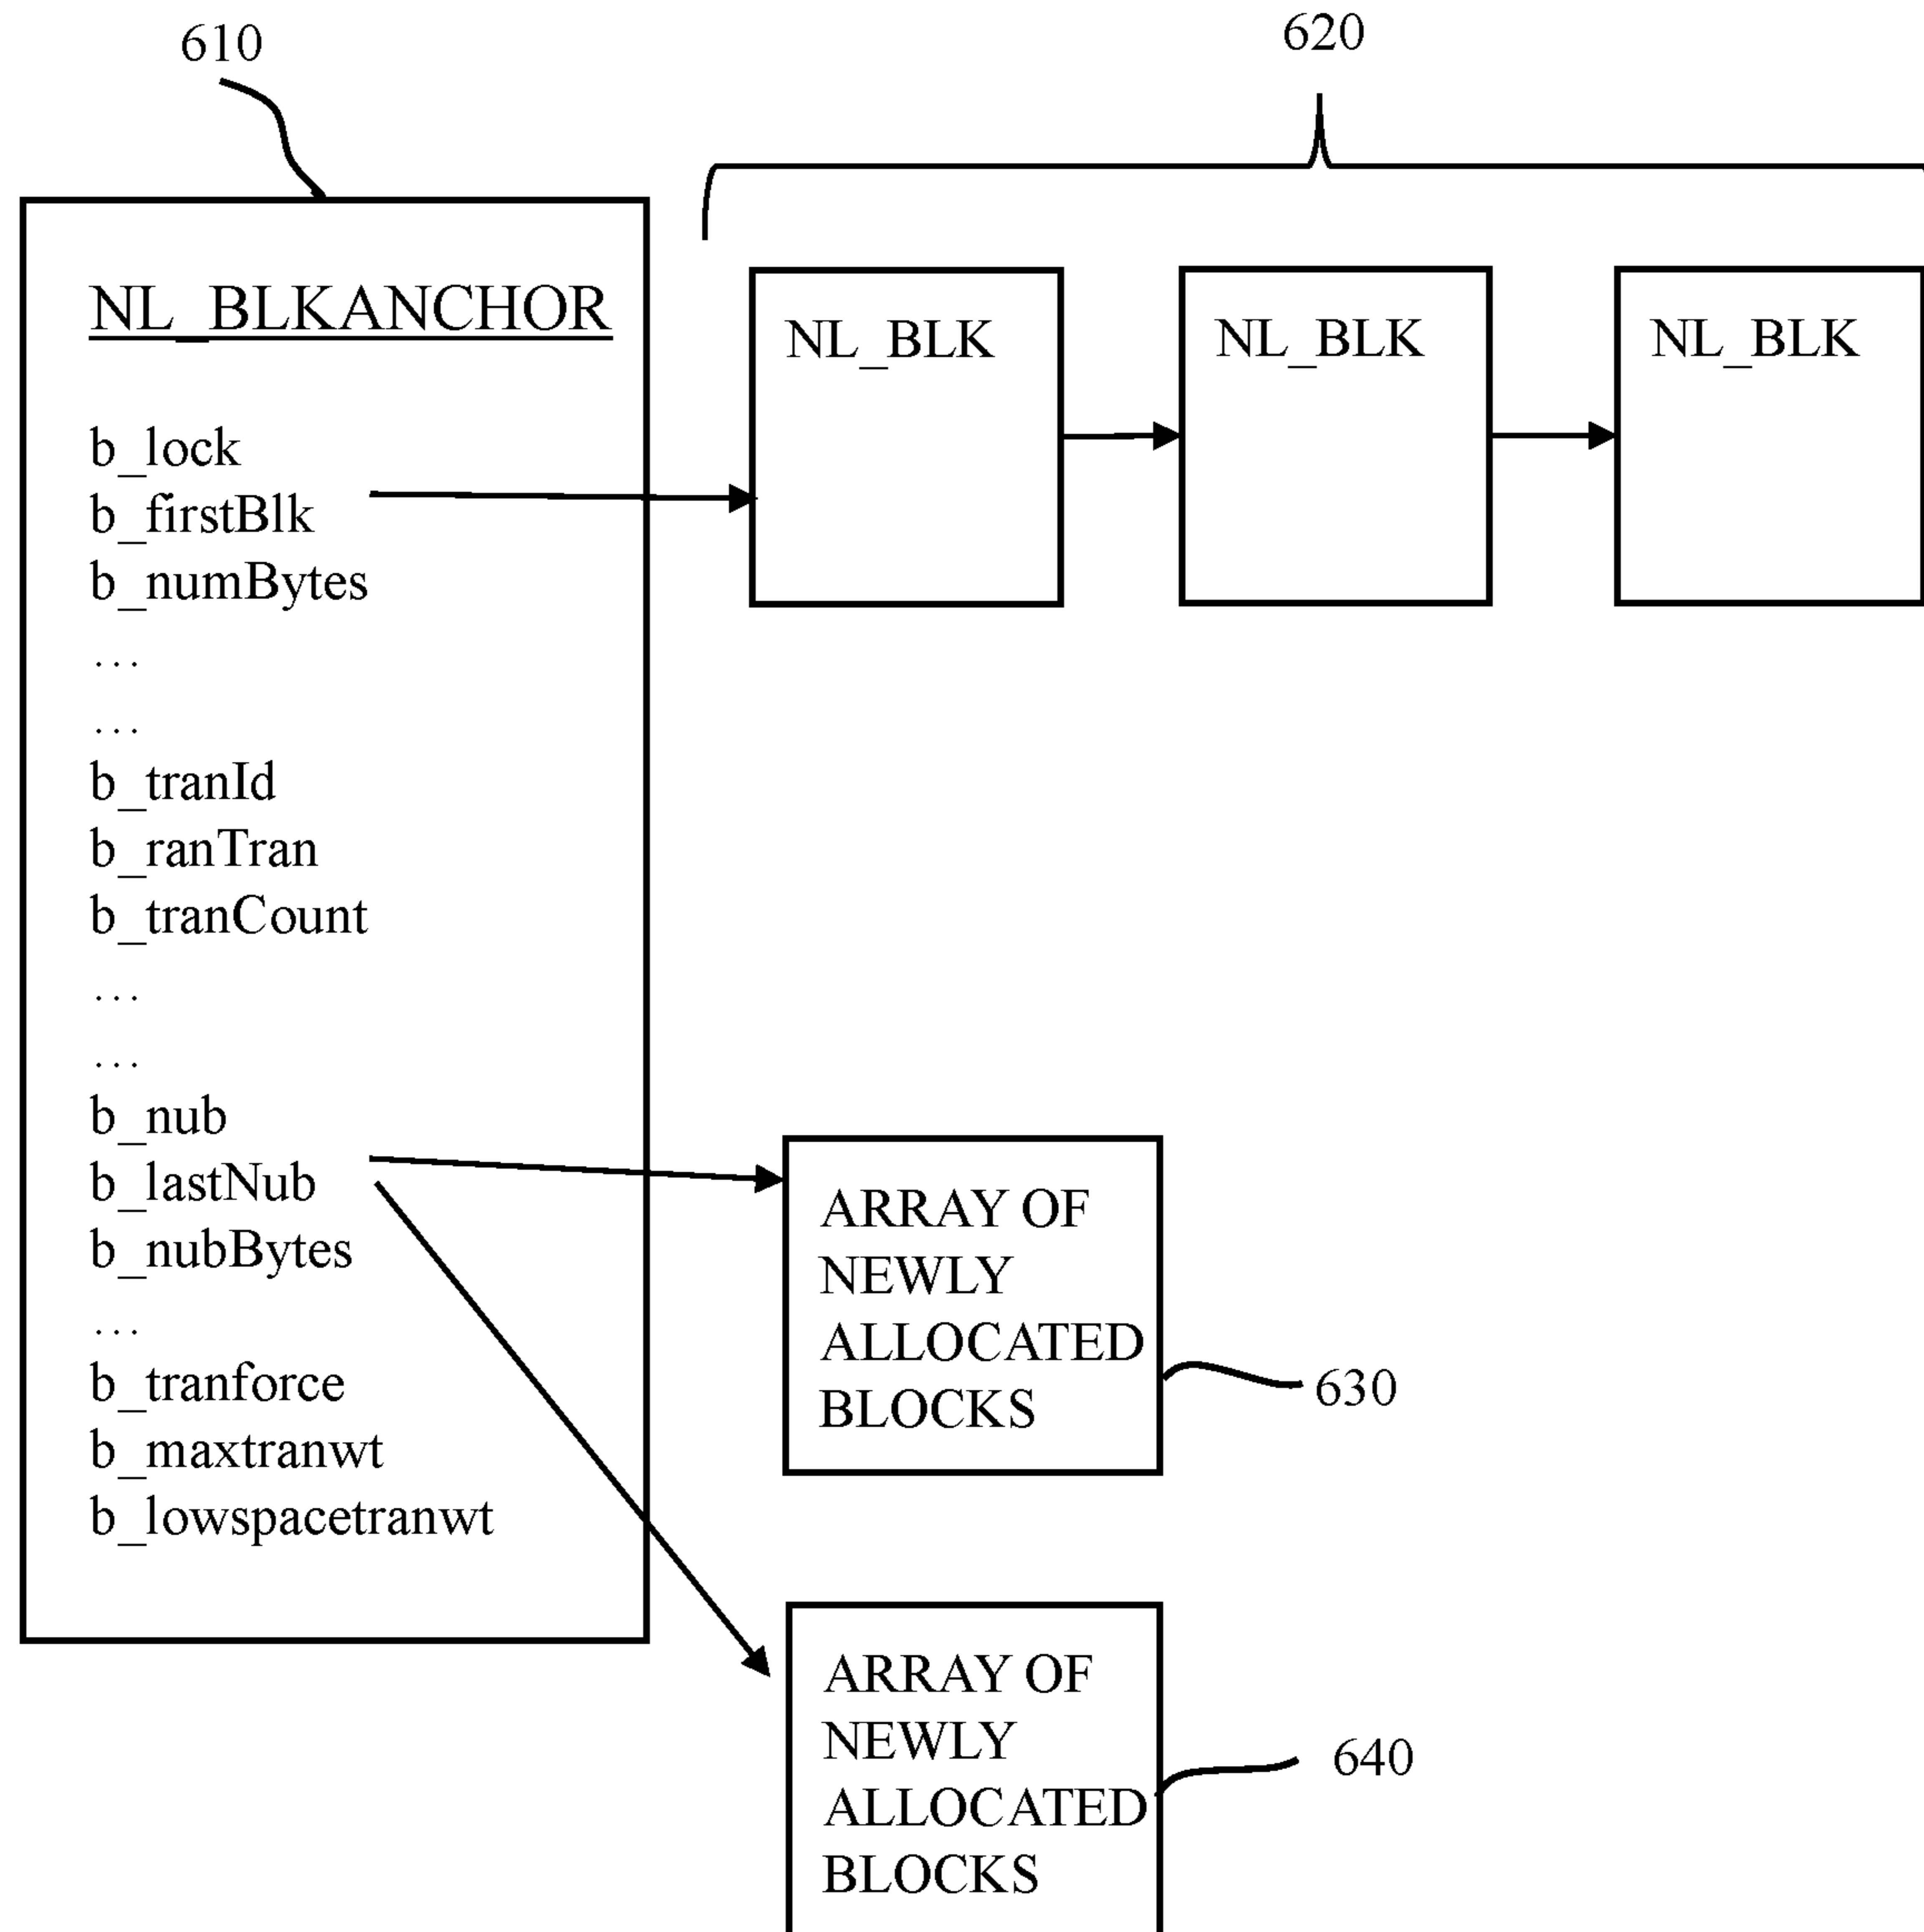 610
620
NL_BLKANCHOR
b_lock
b_firstBlk
b_numBytes
...
...
b_tranId
b_ranTran
b_tranCount
...
...
b_nub
b_lastNub
b_nubBytes
...
b_tranforce
b_maxtranwt
b_lowspacetranwt
NL_BLK
NL_BLK
NL_BLK
ARRAY OF
NEWLY
ALLOCATED
BLOCKS
630
ARRAY OF
NEWLY
ALLOCATED
BLOCKS
640